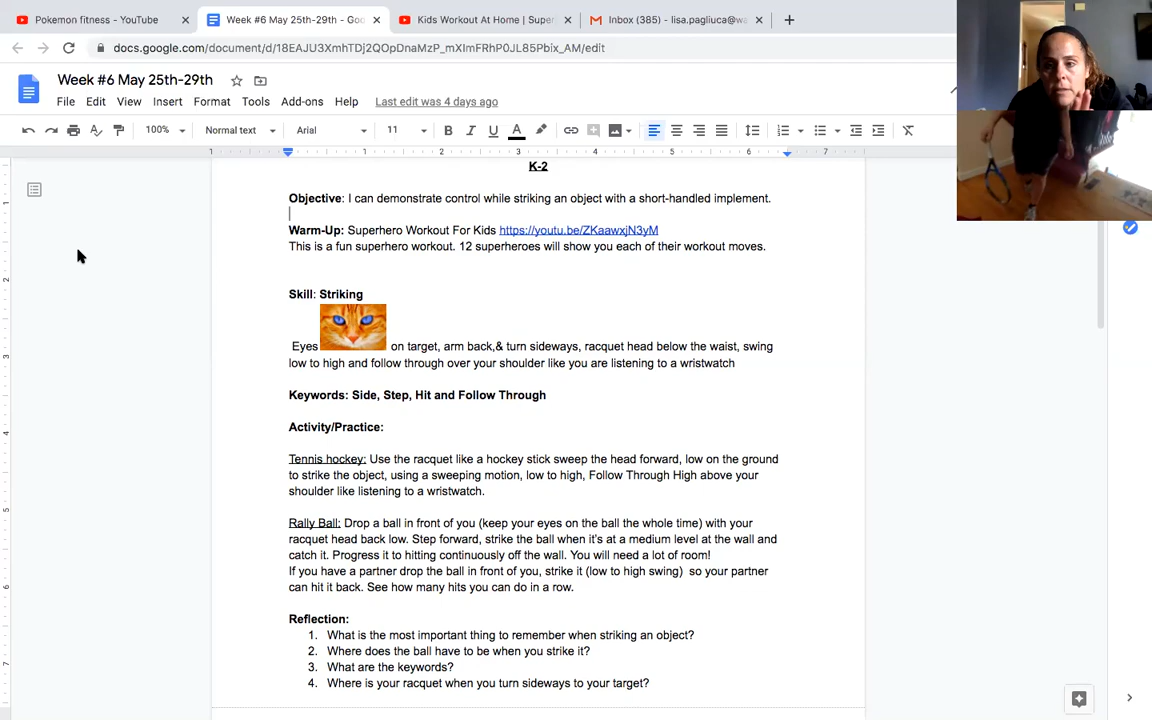 Pokemon fitness - YouTube
Week #6 May 25th-29th - Goo
Kids Workout At Home | Super
Inbox (385) - lisa.pagliuca@wa
docs.google.com/document/d/18EAJU3XmhTDj2QOpDnaMzP_mXImFRhP0JL85Pbix_AM/edit
Week #6 May 25th-29th
File Edit View Insert Format Tools Add-ons Help Last edit was 4 days ago
100% Normal text Arial 11 B I U A
1 1 2 3 4 5 6 7
K-2
Objective: I can demonstrate control while striking an object with a short-handled implement.
Warm-Up: Superhero Workout For Kids https://youtu.be/ZKaawxjN3yM
This is a fun superhero workout. 12 superheroes will show you each of their workout moves.
Skill: Striking
Eyes on target, arm back,& turn sideways, racquet head below the waist, swing
low to high and follow through over your shoulder like you are listening to a wristwatch
Keywords: Side, Step, Hit and Follow Through
Activity/Practice:
Tennis hockey: Use the racquet like a hockey stick sweep the head forward, low on the ground
to strike the object, using a sweeping motion, low to high, Follow Through High above your
shoulder like listening to a wristwatch.
Rally Ball: Drop a ball in front of you (keep your eyes on the ball the whole time) with your
racquet head back low. Step forward, strike the ball when it's at a medium level at the wall and
catch it. Progress it to hitting continuously off the wall. You will need a lot of room!
If you have a partner drop the ball in front of you, strike it (low to high swing) so your partner
can hit it back. See how many hits you can do in a row.
Reflection:
1. What is the most important thing to remember when striking an object?
2. Where does the ball have to be when you strike it?
3. What are the keywords?
4. Where is your racquet when you turn sideways to your target?